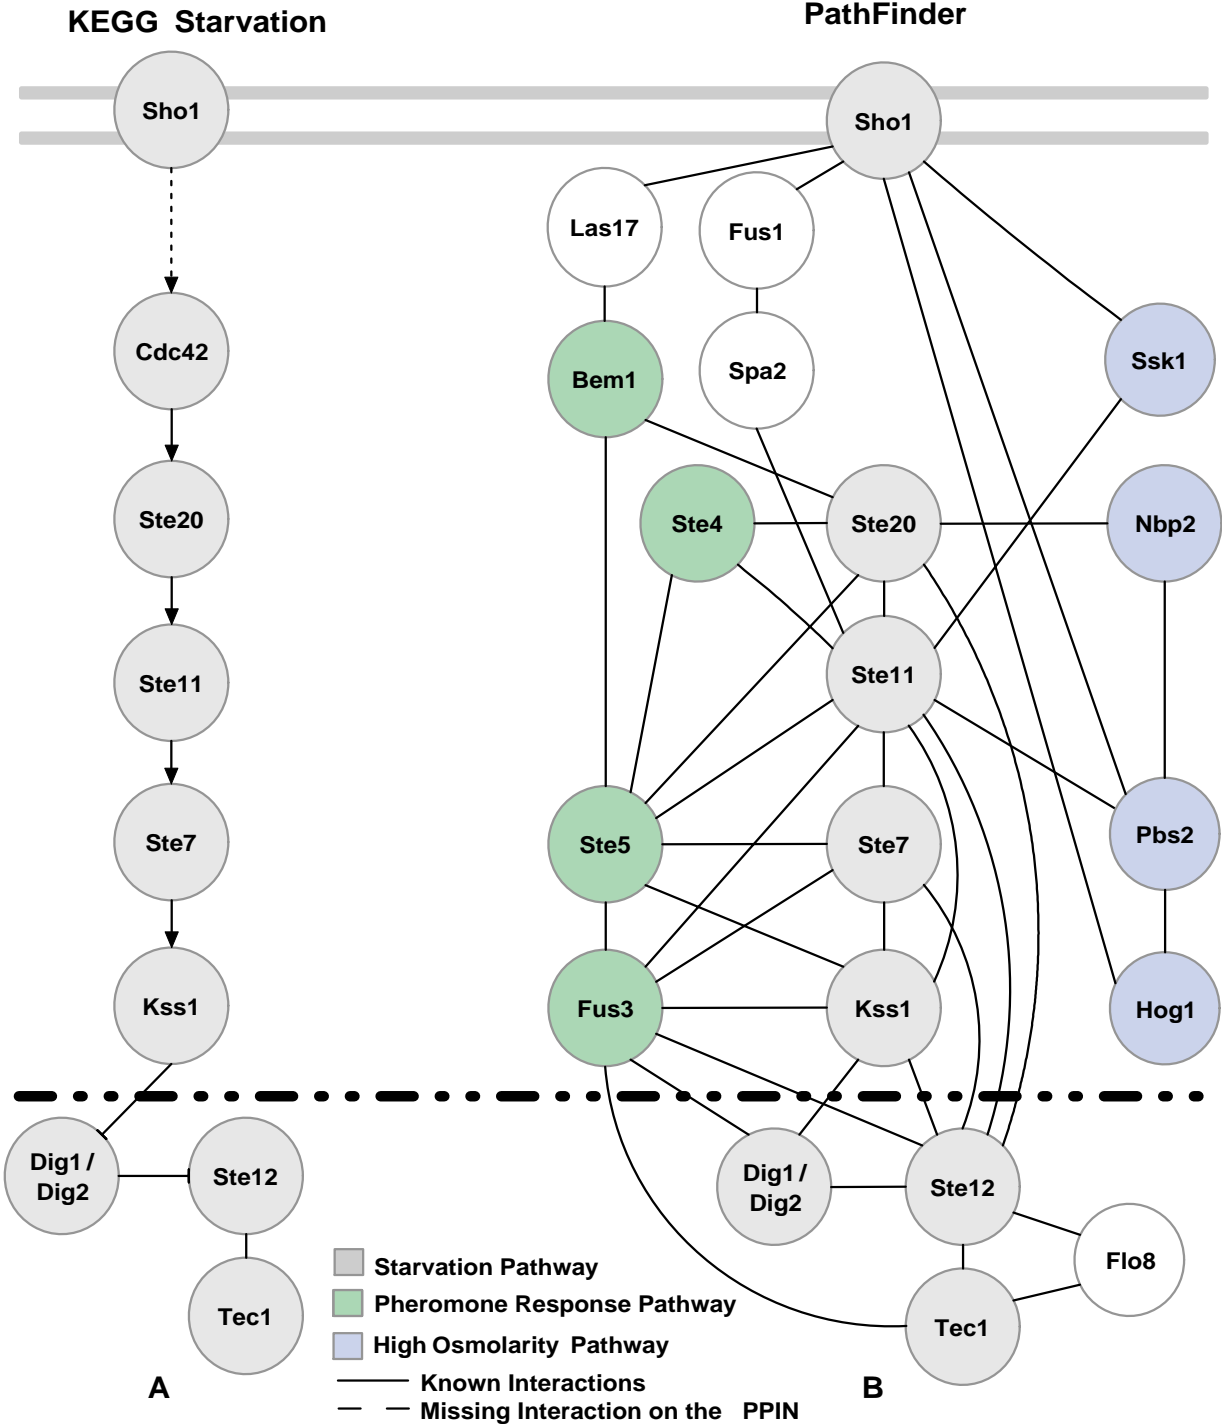 KEGG Starvation
Sho1
Cdc42
Ste20
Ste11
Ste7
Kss1
Dig1 /
Dig2
Ste12
Tec1
A
PathFinder
Sho1
Las17
Fus1
Bem1
Spa2
Ssk1
Ste4
Ste20
Nbp2
Ste11
Ste5
Ste7
Pbs2
Fus3
Kss1
Hog1
Dig1 /
Dig2
Ste12
Flo8
Tec1
B
Starvation Pathway
Pheromone Response Pathway
High Osmolarity Pathway
Known Interactions
Missing Interaction on the PPIN